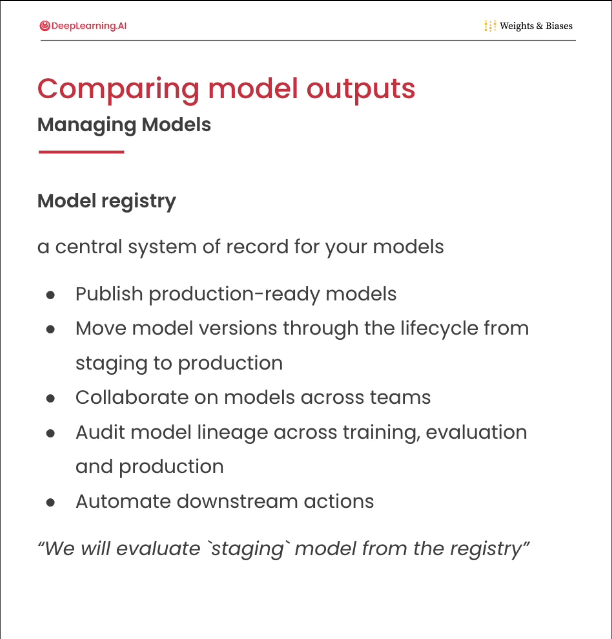 DeepLearning.AI
Weights & Biases
Comparing model outputs
Managing Models
Model registry
a central system of record for your models
● Publish production-ready models
● Move model versions through the lifecycle from
staging to production
● Collaborate on models across teams
● Audit model lineage across training, evaluation
and production
● Automate downstream actions
“We will evaluate `staging` model from the registry”